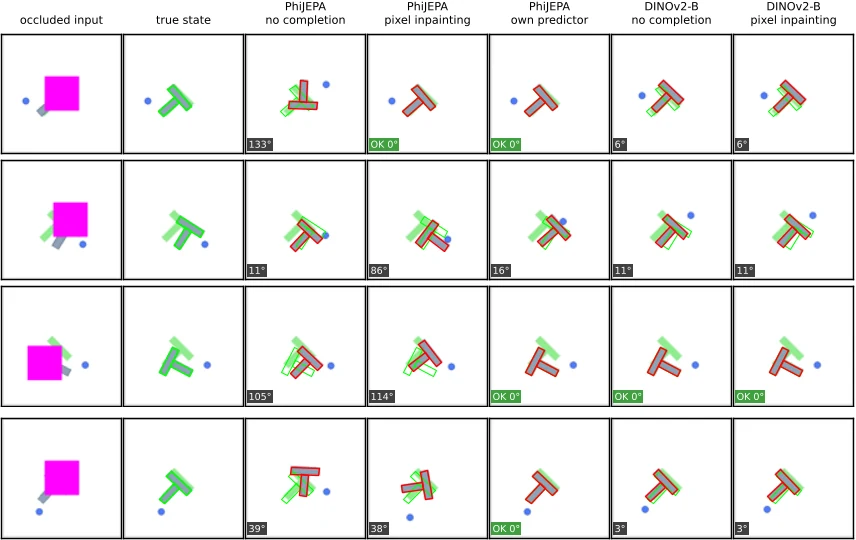 occluded input
true state
PhiJEPA
no completion
PhiJEPA
pixel inpainting
PhiJEPA
own predictor
DINOv2-B
no completion
DINOv2-B
pixel inpainting
133°
OK 0°
OK 0°
6°
6°
11°
86°
16°
11°
11°
105°
114°
OK 0°
OK 0°
OK 0°
39°
38°
OK 0°
3°
3°